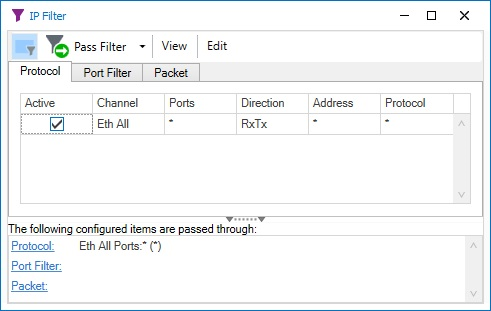 IP Filter
Pass Filter View Edit
Protocol Port Filter Packet
Active Channel Ports Direction Address Protocol
Eth All * RxTx * *
The following configured items are passed through:
Protocol: Eth All Ports:* (*)
Port Filter:
Packet: